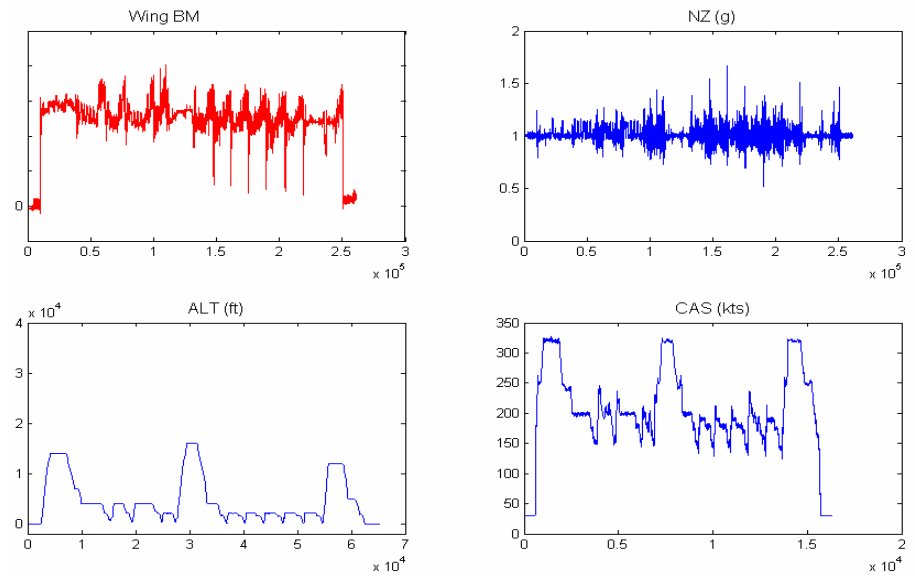 Wing BM
0
0 0.5 1 1.5 2 2.5 3
x 10^5
NZ (g)
2
1.5
1
0.5
0
0 0.5 1 1.5 2 2.5 3
x 10^5
ALT (ft)
x 10^4
4
3
2
1
0
0 1 2 3 4 5 6 7
x 10^4
CAS (kts)
350
300
250
200
150
100
50
0
0 0.5 1 1.5 2
x 10^4